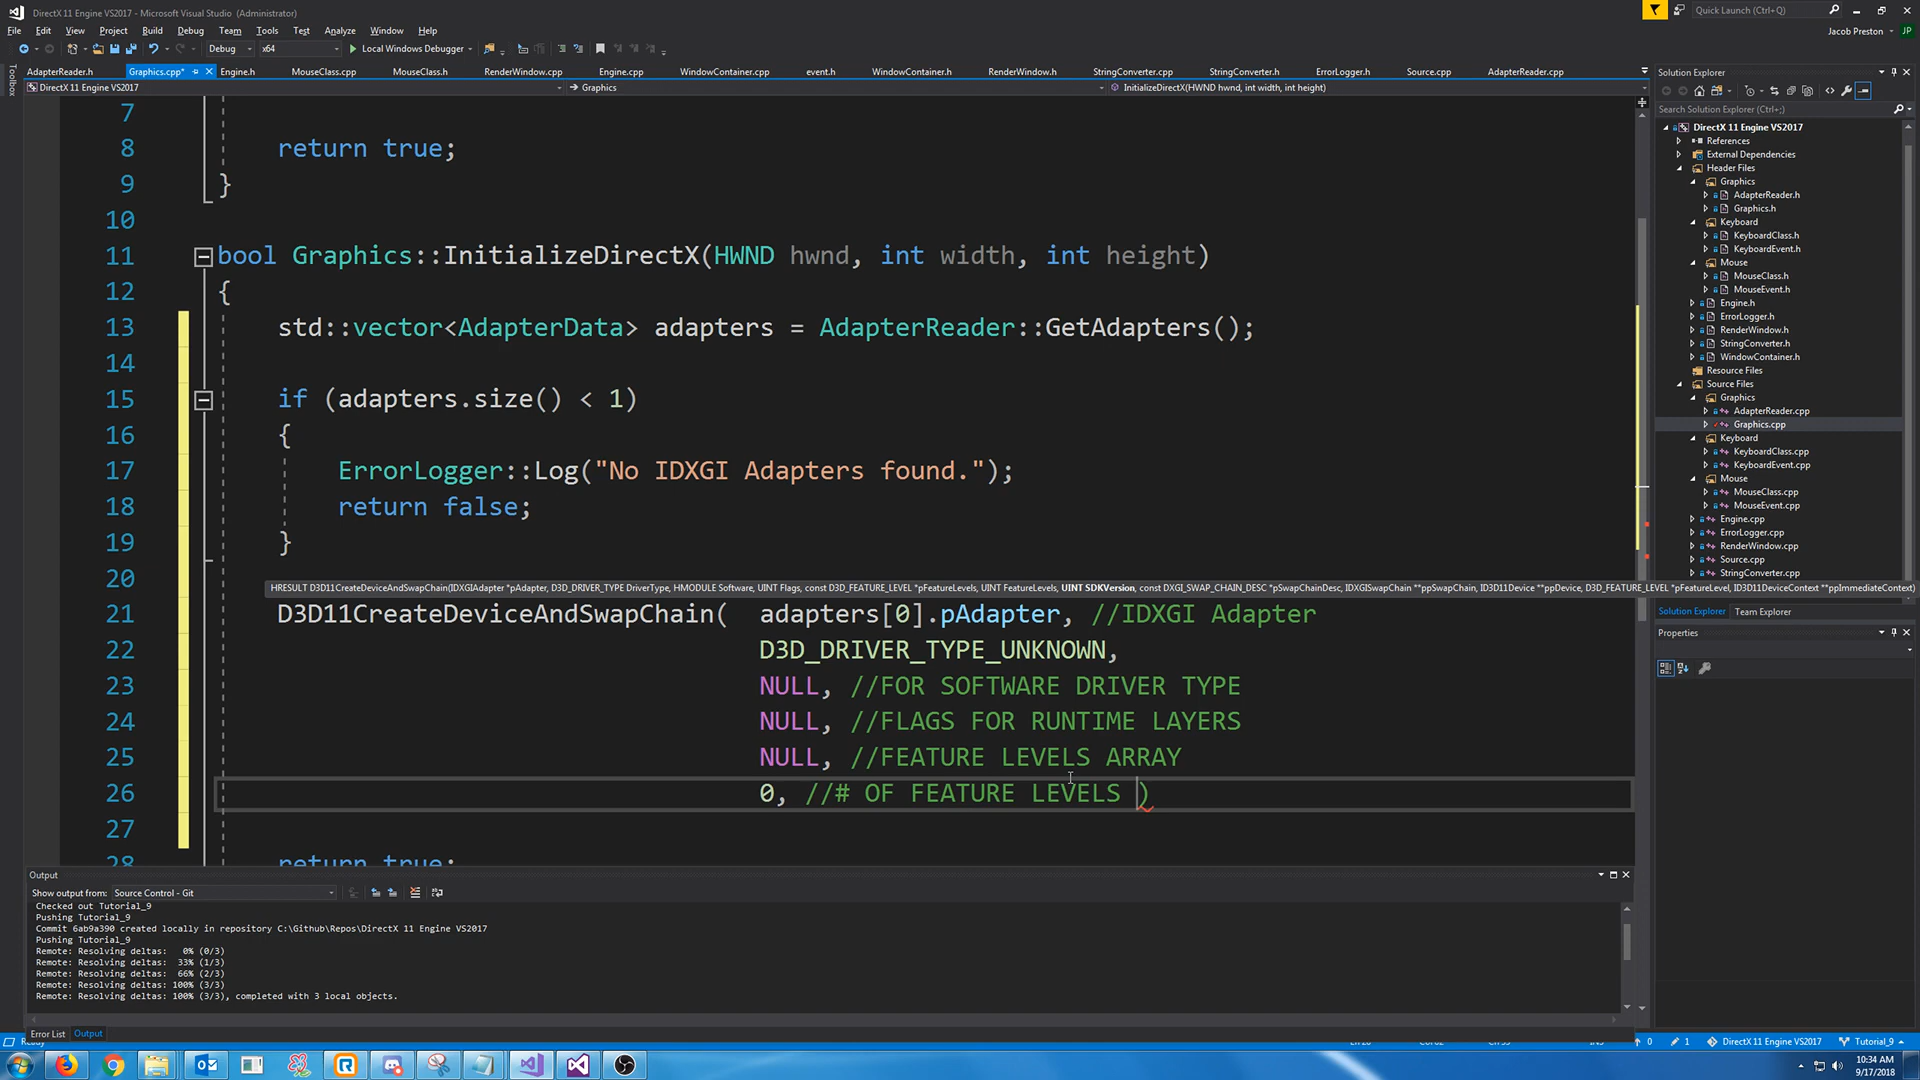 DirectX 11 Engine VS2017 - Microsoft Visual Studio (Administrator)
Quick Launch (Ctrl+Q)
File Edit View Project Build Debug Team Tools Test Analyze Window Help
Jacob Preston JP
Debug x64 Local Windows Debugger
Toolbox
AdapterReader.h Graphics.cpp* Engine.h MouseClass.cpp MouseClass.h RenderWindow.cpp Engine.cpp WindowContainer.cpp event.h WindowContainer.h RenderWindow.h StringConverter.cpp StringConverter.h ErrorLogger.h Source.cpp AdapterReader.cpp
DirectX 11 Engine VS2017 Graphics InitializeDirectX(HWND hwnd, int width, int height)
7
8 return true;
9 }
10
11 bool Graphics::InitializeDirectX(HWND hwnd, int width, int height)
12 {
13 std::vector<AdapterData> adapters = AdapterReader::GetAdapters();
14
15 if (adapters.size() < 1)
16 {
17 ErrorLogger::Log("No IDXGI Adapters found.");
18 return false;
19 }
20
HRESULT D3D11CreateDeviceAndSwapChain(IDXGIAdapter *pAdapter, D3D_DRIVER_TYPE DriverType, HMODULE Software, UINT Flags, const D3D_FEATURE_LEVEL *pFeatureLevels, UINT FeatureLevels, UINT SDKVersion, const DXGI_SWAP_CHAIN_DESC *pSwapChainDesc, IDXGISwapChain **ppSwapChain, ID3D11Device **ppDevice, D3D_FEATURE_LEVEL *pFeatureLevel, ID3D11DeviceContext **ppImmediateContext)
21 D3D11CreateDeviceAndSwapChain( adapters[0].pAdapter, //IDXGI Adapter
22 D3D_DRIVER_TYPE_UNKNOWN,
23 NULL, //FOR SOFTWARE DRIVER TYPE
24 NULL, //FLAGS FOR RUNTIME LAYERS
25 NULL, //FEATURE LEVELS ARRAY
26 0, //# OF FEATURE LEVELS )
27
28 return true;
Solution Explorer
Search Solution Explorer (Ctrl+;)
DirectX 11 Engine VS2017
References
External Dependencies
Header Files
Graphics
AdapterReader.h
Graphics.h
Keyboard
KeyboardClass.h
KeyboardEvent.h
Mouse
MouseClass.h
MouseEvent.h
Engine.h
ErrorLogger.h
RenderWindow.h
StringConverter.h
WindowContainer.h
Resource Files
Source Files
Graphics
AdapterReader.cpp
Graphics.cpp
Keyboard
KeyboardClass.cpp
KeyboardEvent.cpp
Mouse
MouseClass.cpp
MouseEvent.cpp
Engine.cpp
ErrorLogger.cpp
RenderWindow.cpp
Source.cpp
StringConverter.cpp
Solution Explorer Team Explorer
Properties
Output
Show output from: Source Control - Git
Checked out Tutorial_9
Pushing Tutorial_9
Commit 6ab9a390 created locally in repository C:\Github\Repos\DirectX 11 Engine VS2017
Pushing Tutorial_9
Remote: Resolving deltas: 0% (0/3)
Remote: Resolving deltas: 33% (1/3)
Remote: Resolving deltas: 66% (2/3)
Remote: Resolving deltas: 100% (3/3)
Remote: Resolving deltas: 100% (3/3), completed with 3 local objects.
Error List Output
Ready 0 1 DirectX 11 Engine VS2017 Tutorial_9
10:34 AM
9/17/2018